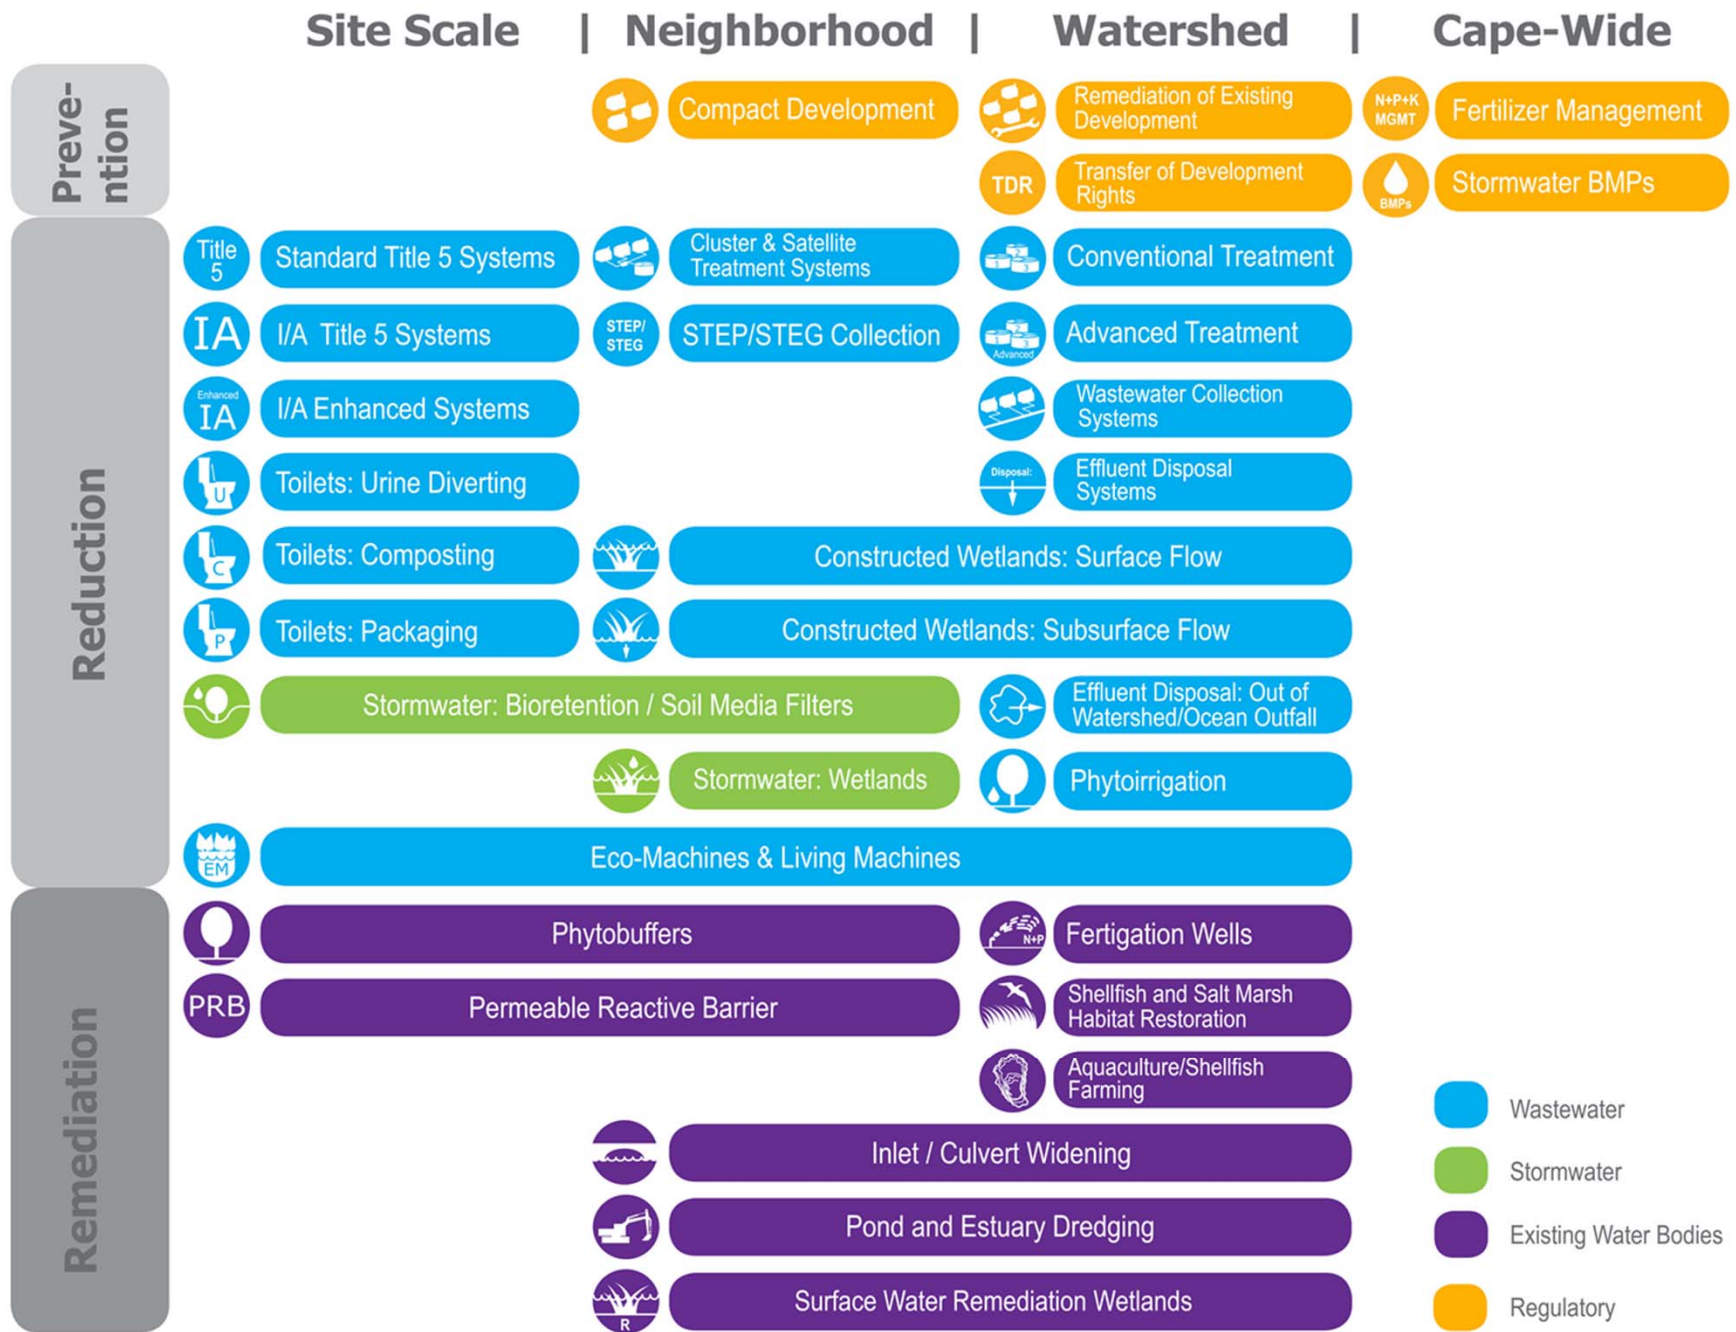 Site Scale | Neighborhood | Watershed | Cape-Wide
Preve-
ntion
Compact Development
Remediation of Existing
Development
N+P+K
MGMT
Fertilizer Management
TDR
Transfer of Development
Rights
BMPs
Stormwater BMPs
Reduction
Title
5
Standard Title 5 Systems
Cluster & Satellite
Treatment Systems
1 2 3
Conventional Treatment
IA
I/A Title 5 Systems
STEP/
STEG
STEP/STEG Collection
1 2 3
Advanced
Advanced Treatment
Enhanced
IA
I/A Enhanced Systems
Wastewater Collection
Systems
U
Toilets: Urine Diverting
Disposal:
Effluent Disposal
Systems
C
Toilets: Composting
Constructed Wetlands: Surface Flow
P
Toilets: Packaging
Constructed Wetlands: Subsurface Flow
Stormwater: Bioretention / Soil Media Filters
Effluent Disposal: Out of
Watershed/Ocean Outfall
Stormwater: Wetlands
Phytoirrigation
EM
Eco-Machines & Living Machines
Remediation
Phytobuffers
N+P
Fertigation Wells
PRB
Permeable Reactive Barrier
Shellfish and Salt Marsh
Habitat Restoration
Aquaculture/Shellfish
Farming
Inlet / Culvert Widening
Pond and Estuary Dredging
R
Surface Water Remediation Wetlands
Wastewater
Stormwater
Existing Water Bodies
Regulatory